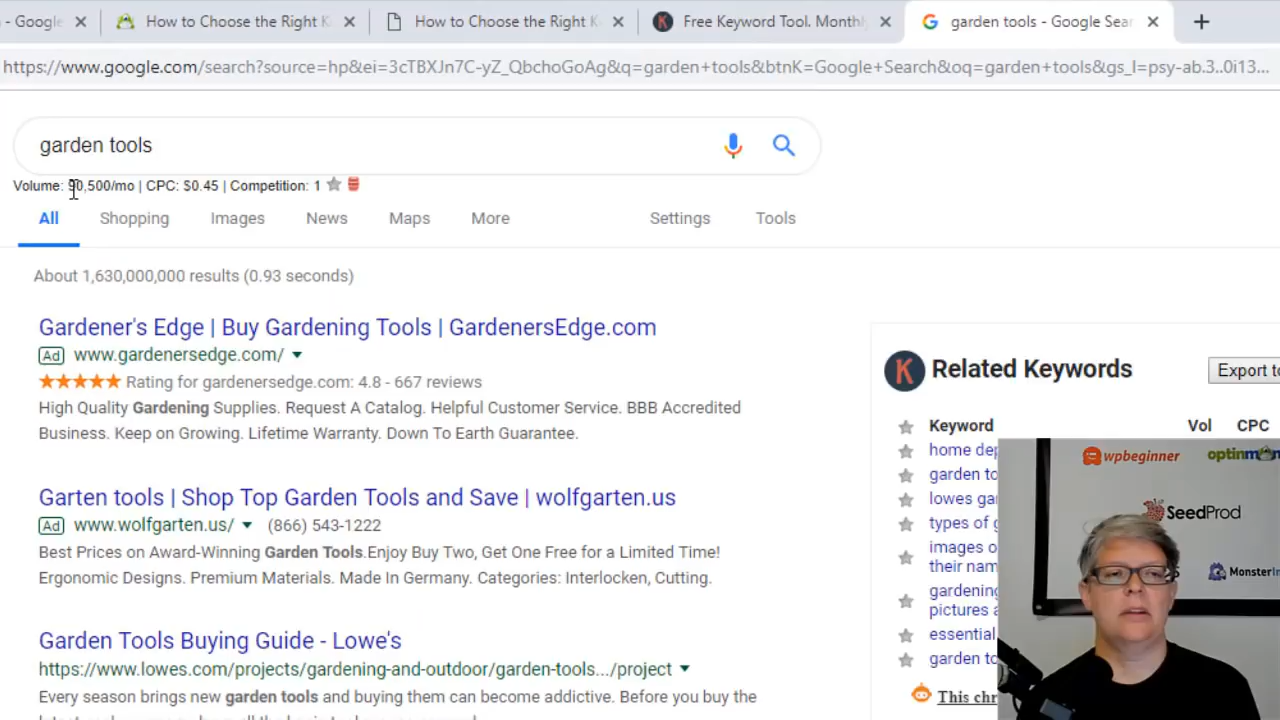 - Google
How to Choose the Right K
How to Choose the Right K
Free Keyword Tool. Monthl
garden tools - Google Sear
https://www.google.com/search?source=hp&ei=3cTBXJn7C-yZ_QbchoGoAg&q=garden+tools&btnK=Google+Search&oq=garden+tools&gs_l=psy-ab.3..0i13...
garden tools
Volume: 0,500/mo | CPC: $0.45 | Competition: 1
All Shopping Images News Maps More Settings Tools
About 1,630,000,000 results (0.93 seconds)
Gardener's Edge | Buy Gardening Tools | GardenersEdge.com
Ad www.gardenersedge.com/
Rating for gardenersedge.com: 4.8 - 667 reviews
High Quality Gardening Supplies. Request A Catalog. Helpful Customer Service. BBB Accredited
Business. Keep on Growing. Lifetime Warranty. Down To Earth Guarantee.
Garten tools | Shop Top Garden Tools and Save | wolfgarten.us
Ad www.wolfgarten.us/ (866) 543-1222
Best Prices on Award-Winning Garden Tools.Enjoy Buy Two, Get One Free for a Limited Time!
Ergonomic Designs. Premium Materials. Made In Germany. Categories: Interlocken, Cutting.
Garden Tools Buying Guide - Lowe's
https://www.lowes.com/projects/gardening-and-outdoor/garden-tools.../project
Every season brings new garden tools and buying them can become addictive. Before you buy the
K Related Keywords
Export to
Keyword Vol CPC
home dep
garden to
lowes gar
types of g
images o
their nam
gardening
pictures a
essential
garden to
This chr
wpbeginner
optinm
SeedProd
MonsterIn